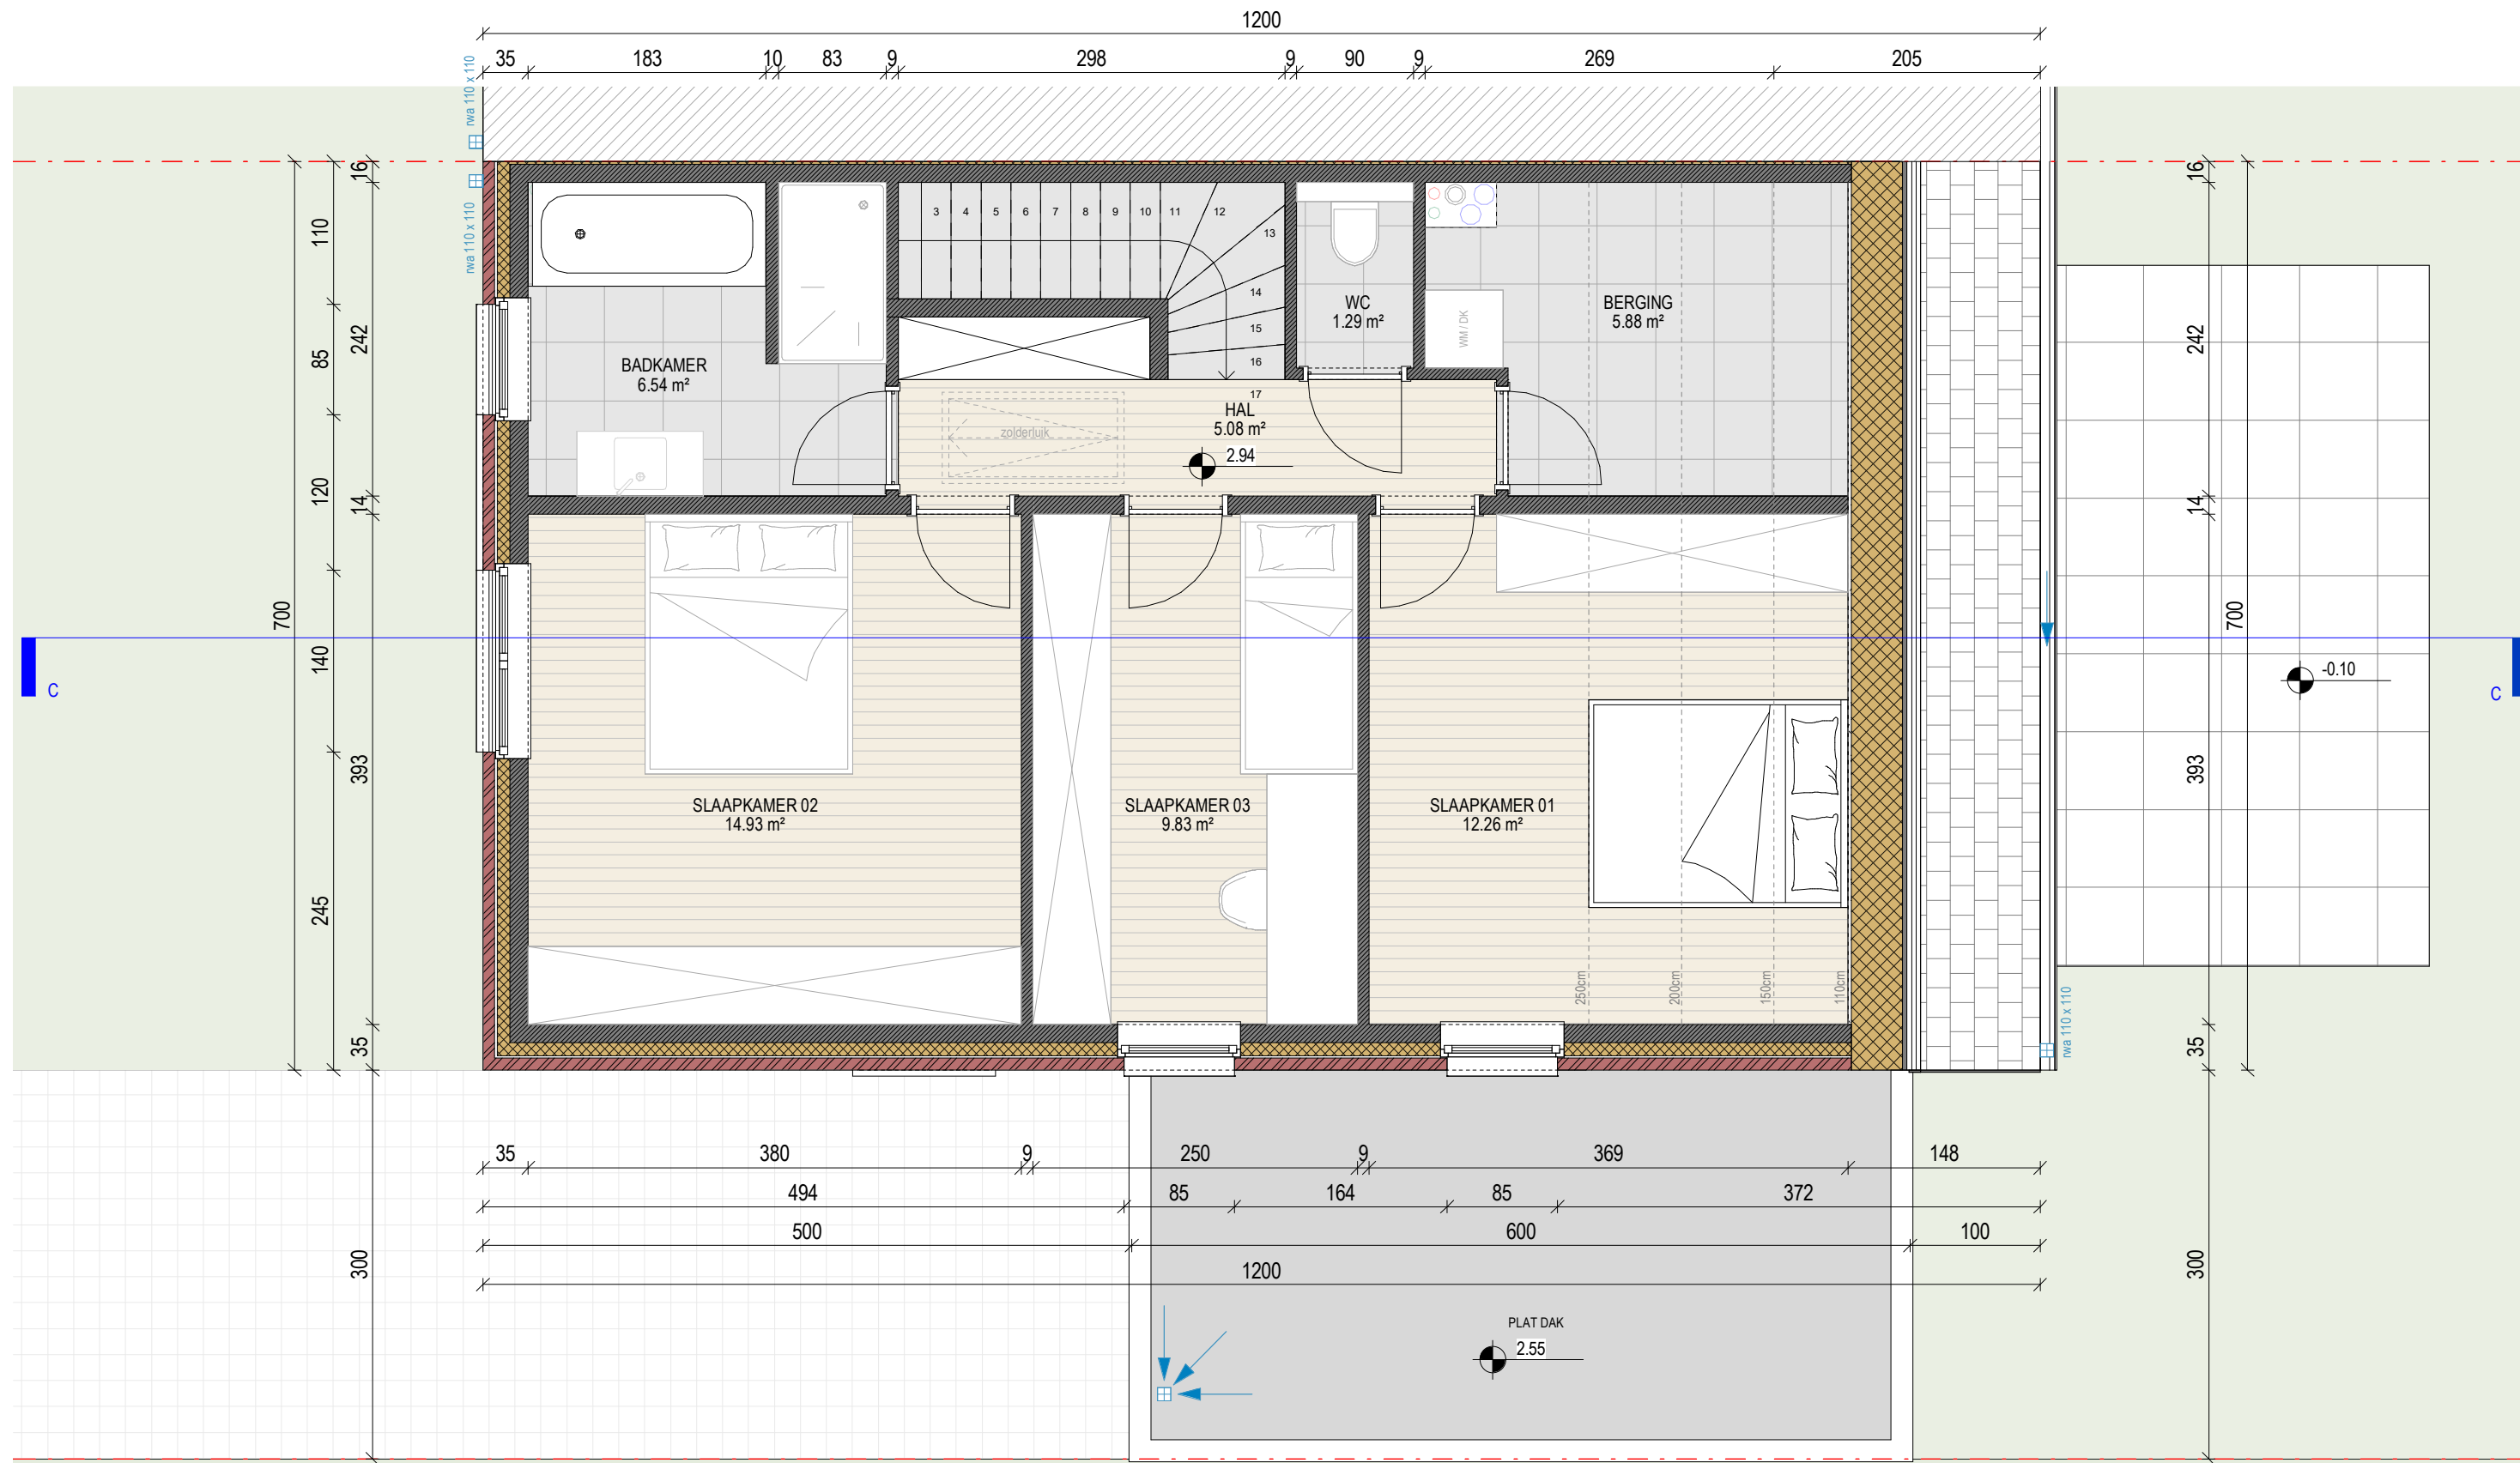 1200
35 183 10 83 9 298 9 90 9 269 205
rwa 110 x 110
rwa 110 x 110
16
242
14
393
35
300
110
85
120
140
245
700
3 4 5 6 7 8 9 10 11 12
13
14
15
16
17
BADKAMER
6.54 m²
WC
1.29 m²
WM / DK
BERGING
5.88 m²
HAL
5.08 m²
2.94
zolderluik
SLAAPKAMER 02
14.93 m²
SLAAPKAMER 03
9.83 m²
SLAAPKAMER 01
12.26 m²
250cm
200cm
150cm
110cm
C
C
-0.10
16
242
14
393
35
300
700
rwa 110 x 110
35 380 9 250 9 369 148
494 85 164 85 372
500 600 100
1200
PLAT DAK
2.55